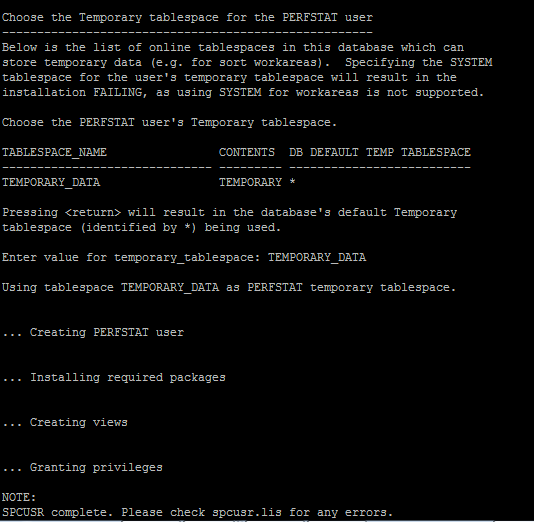 Choose the Temporary tablespace for the PERFSTAT user
-----------------------------------------------------
Below is the list of online tablespaces in this database which can
store temporary data (e.g. for sort workareas).  Specifying the SYSTEM
tablespace for the user's temporary tablespace will result in the
installation FAILING, as using SYSTEM for workareas is not supported.
Choose the PERFSTAT user's Temporary tablespace.
TABLESPACE_NAME                CONTENTS  DB DEFAULT TEMP TABLESPACE
------------------------------ --------- --------------------------
TEMPORARY_DATA                 TEMPORARY *
Pressing <return> will result in the database's default Temporary
tablespace (identified by *) being used.
Enter value for temporary_tablespace: TEMPORARY_DATA
Using tablespace TEMPORARY_DATA as PERFSTAT temporary tablespace.
... Creating PERFSTAT user
... Installing required packages
... Creating views
... Granting privileges
NOTE:
SPCUSR complete. Please check spcusr.lis for any errors.